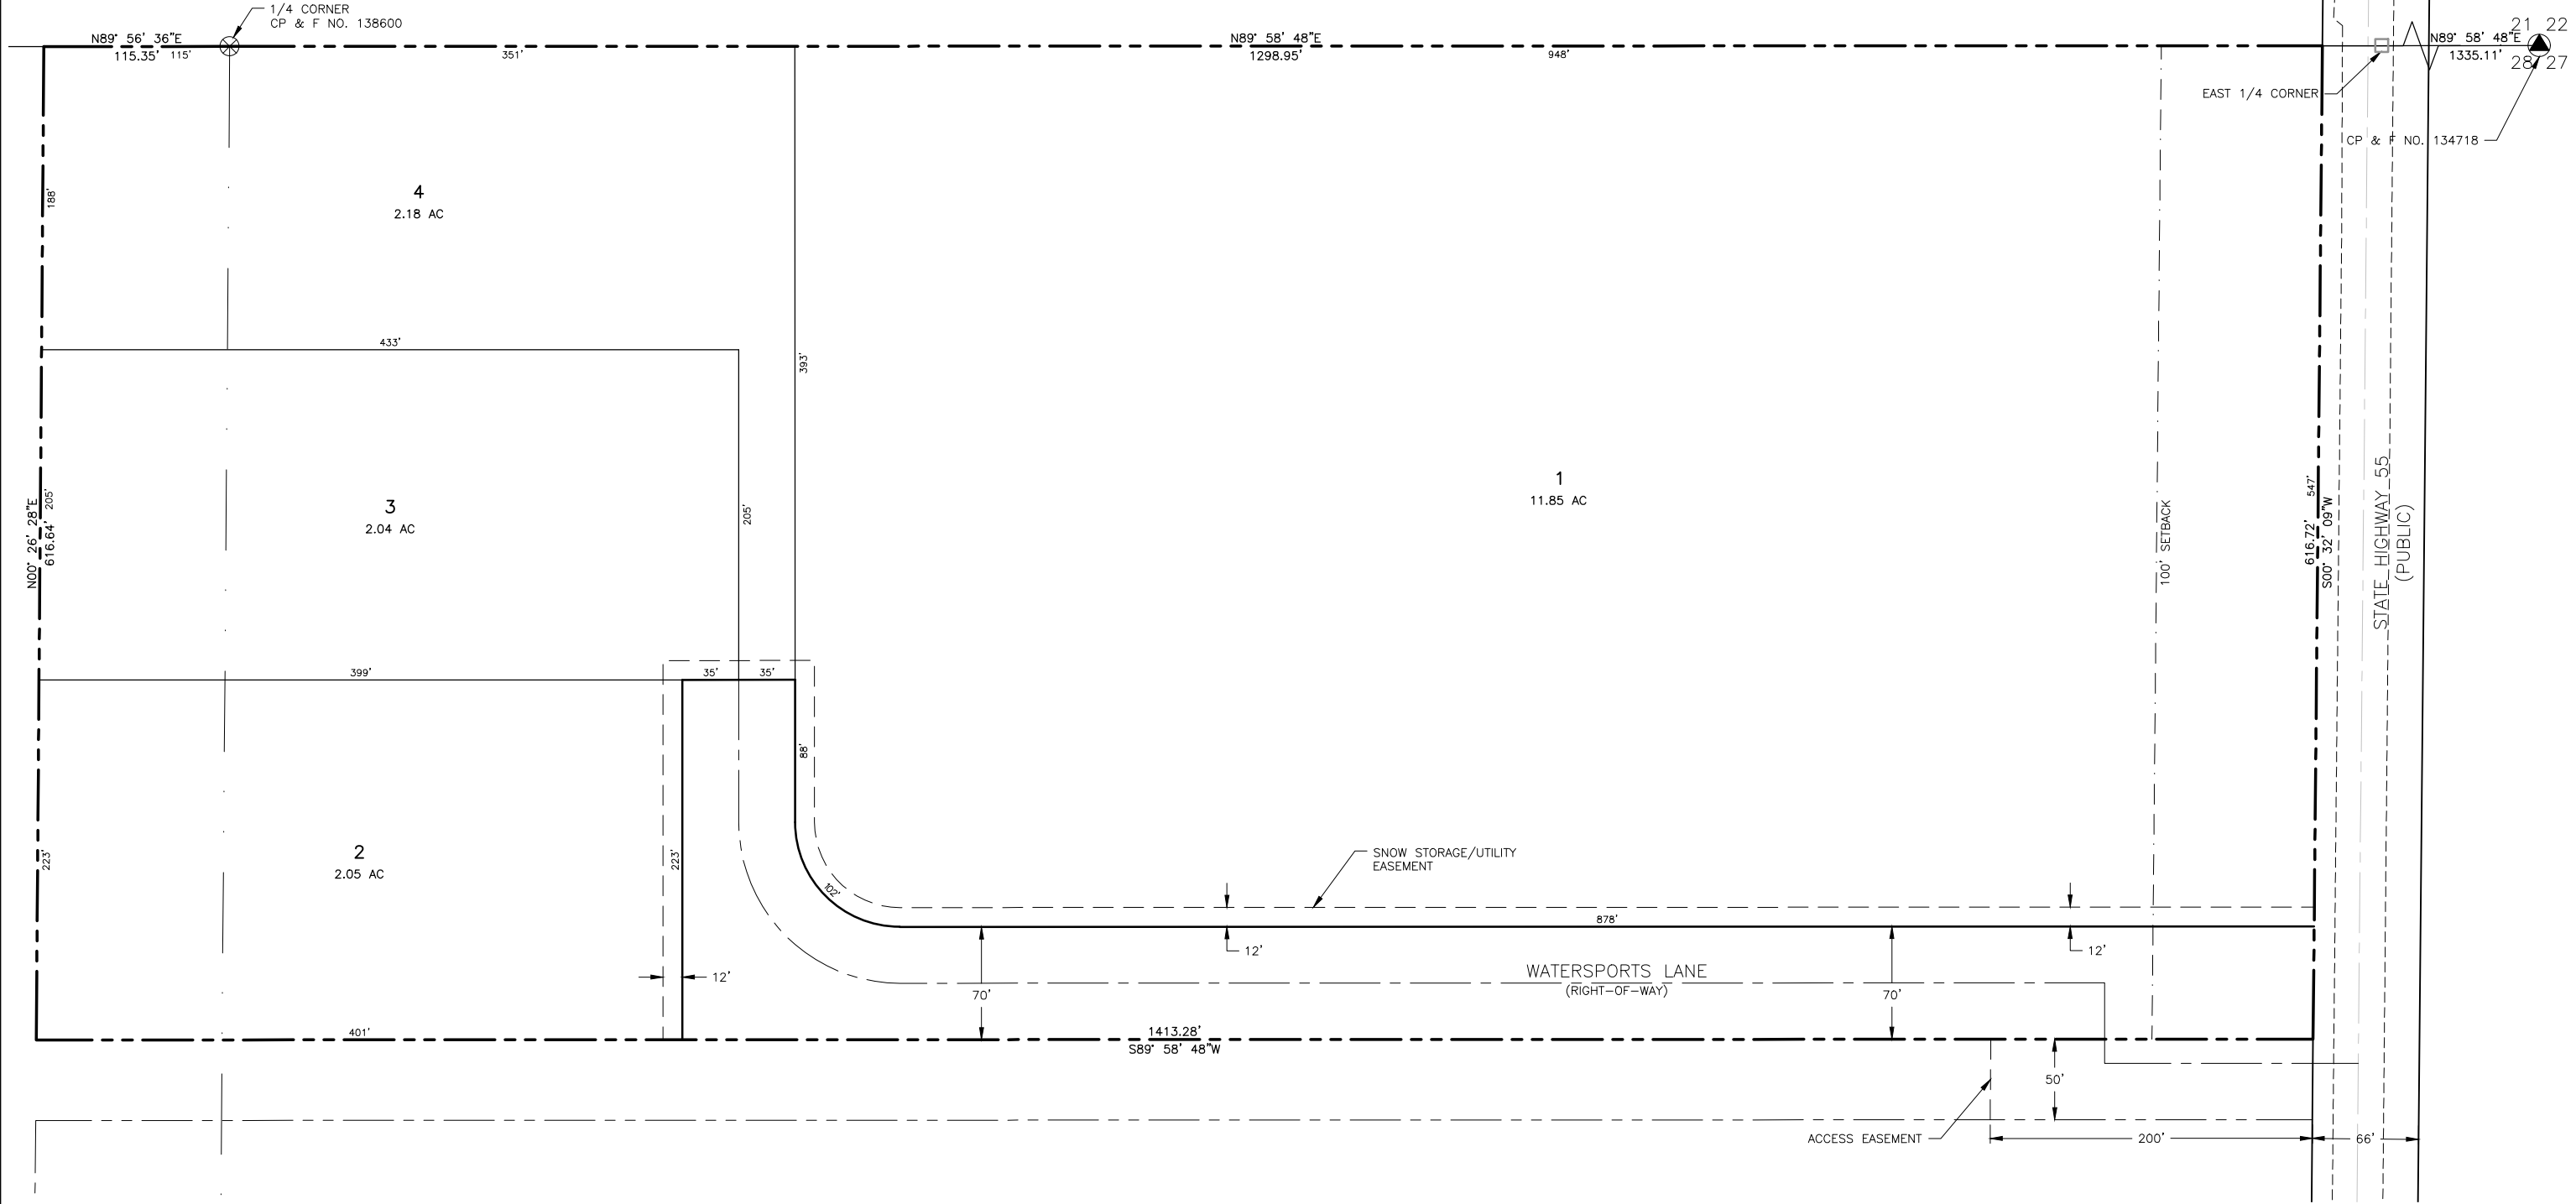 1/4 CORNER
CP & F NO. 138600
N89° 56' 36"E
115.35' 115'
351'
N89° 58' 48"E
1298.95'
948'
21 22
N89° 58' 48"E
1335.11'
28 27
EAST 1/4 CORNER
CP & F NO. 134718
188'
4
2.18 AC
433'
393'
205'
3
2.04 AC
205'
N00° 26' 28"E
616.64'
1
11.85 AC
100' SETBACK
547'
616.72'
S00° 32' 09"W
STATE HIGHWAY 55
(PUBLIC)
399'
35'
35'
88'
223'
2
2.05 AC
223'
102'
SNOW STORAGE/UTILITY
EASEMENT
878'
12'
12'
12'
WATERSPORTS LANE
(RIGHT-OF-WAY)
70'
70'
401'
1413.28'
S89° 58' 48"W
50'
ACCESS EASEMENT
200'
66'